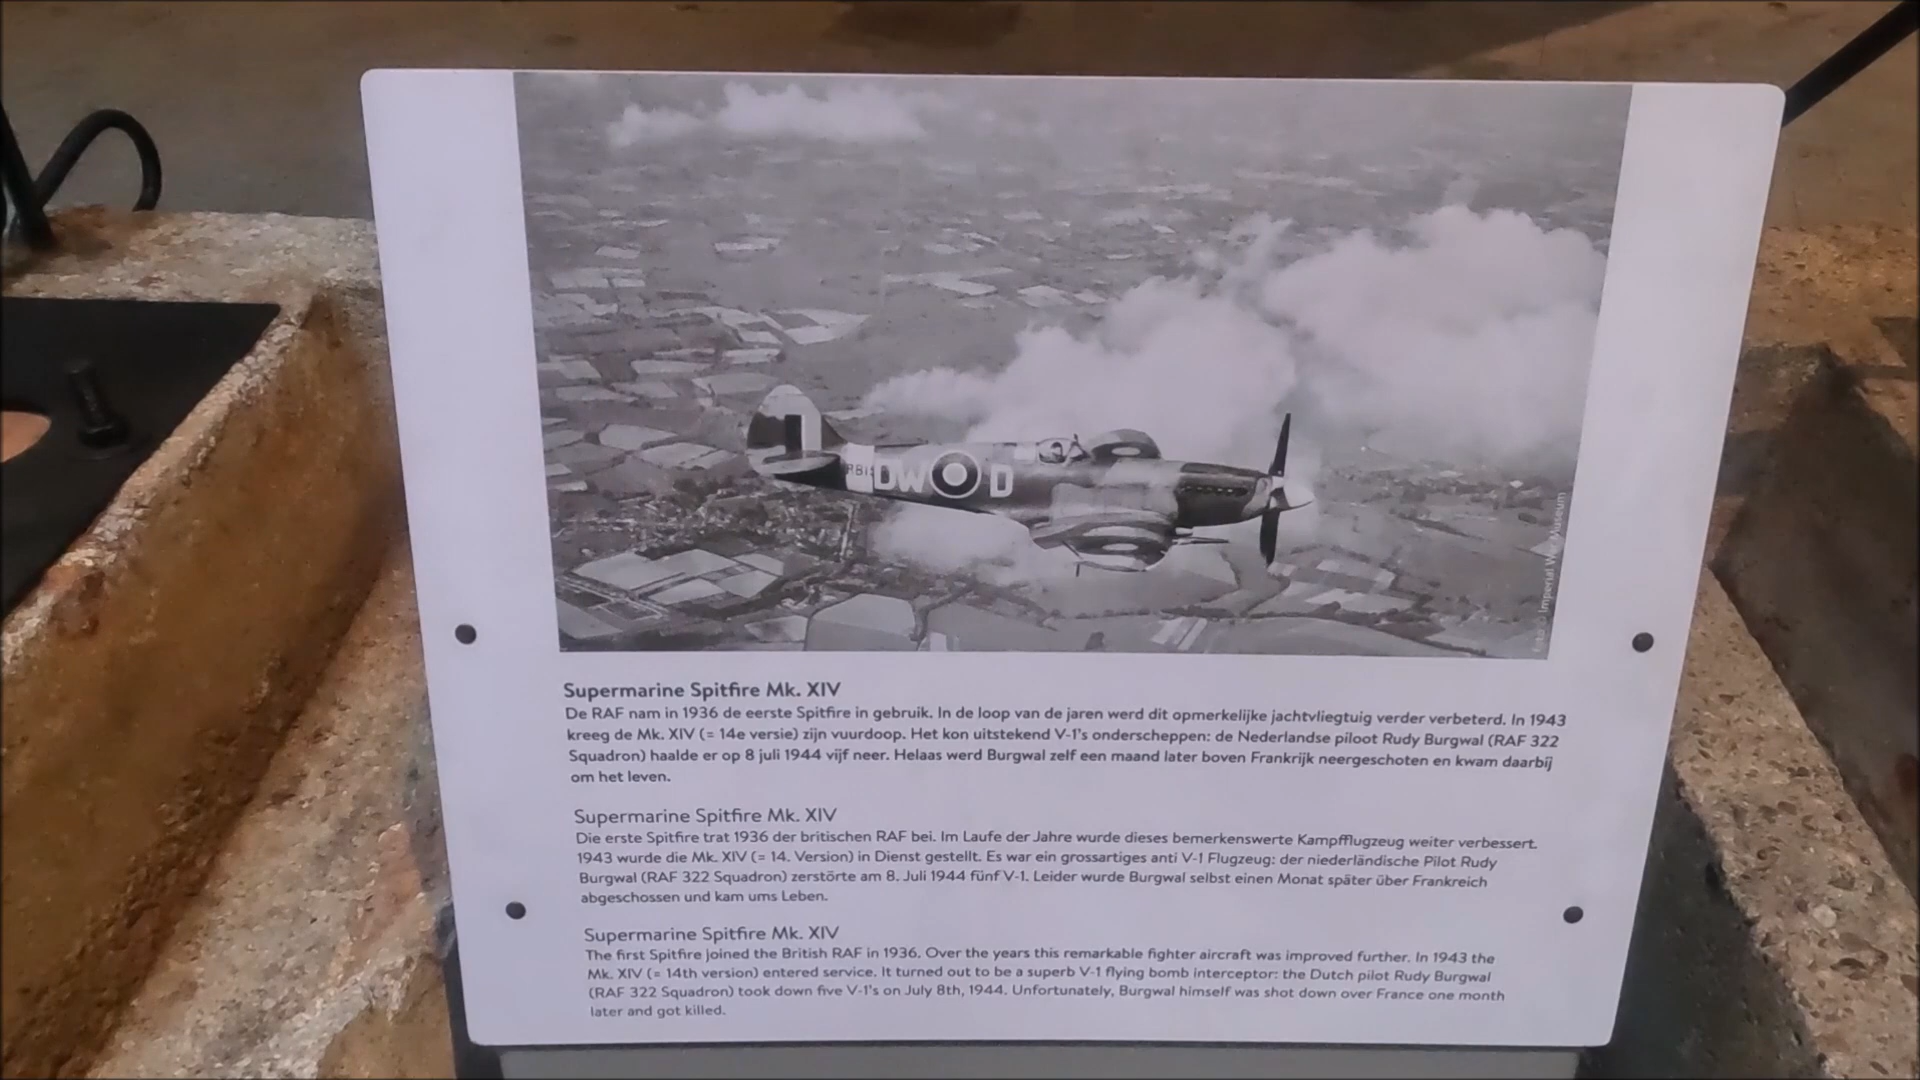 RB15
DW D
Foto: Imperial War Museum
Supermarine Spitfire Mk. XIV
De RAF nam in 1936 de eerste Spitfire in gebruik. In de loop van de jaren werd dit opmerkelijke jachtvliegtuig verder verbeterd. In 1943
kreeg de Mk. XIV (= 14e versie) zijn vuurdoop. Het kon uitstekend V-1's onderscheppen: de Nederlandse piloot Rudy Burgwal (RAF 322
Squadron) haalde er op 8 juli 1944 vijf neer. Helaas werd Burgwal zelf een maand later boven Frankrijk neergeschoten en kwam daarbij
om het leven.
Supermarine Spitfire Mk. XIV
Die erste Spitfire trat 1936 der britischen RAF bei. Im Laufe der Jahre wurde dieses bemerkenswerte Kampfflugzeug weiter verbessert.
1943 wurde die Mk. XIV (= 14. Version) in Dienst gestellt. Es war ein grossartiges anti V-1 Flugzeug: der niederländische Pilot Rudy
Burgwal (RAF 322 Squadron) zerstörte am 8. Juli 1944 fünf V-1. Leider wurde Burgwal selbst einen Monat später über Frankreich
abgeschossen und kam ums Leben.
Supermarine Spitfire Mk. XIV
The first Spitfire joined the British RAF in 1936. Over the years this remarkable fighter aircraft was improved further. In 1943 the
Mk. XIV (= 14th version) entered service. It turned out to be a superb V-1 flying bomb interceptor: the Dutch pilot Rudy Burgwal
(RAF 322 Squadron) took down five V-1's on July 8th, 1944. Unfortunately, Burgwal himself was shot down over France one month
later and got killed.